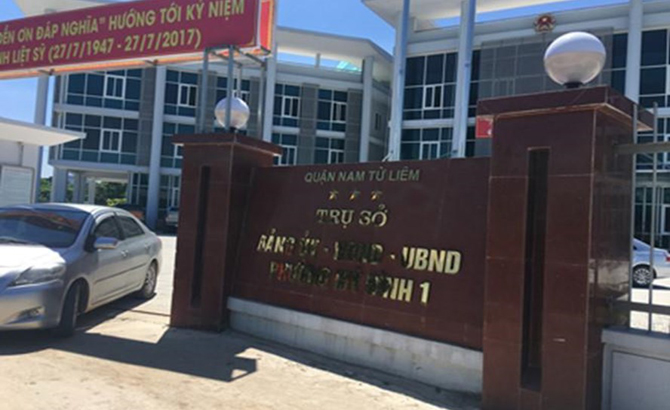 ĐỀN ƠN ĐÁP NGHĨA" HƯỚNG TỚI KỶ NIỆM
NH LIỆT SỸ (27/7/1947 - 27/7/2017)
QUẬN NAM TỪ LIÊM
TRỤ SỞ
ĐẢNG ỦY - HĐND - UBND
PHƯỜNG MỸ ĐÌNH 1